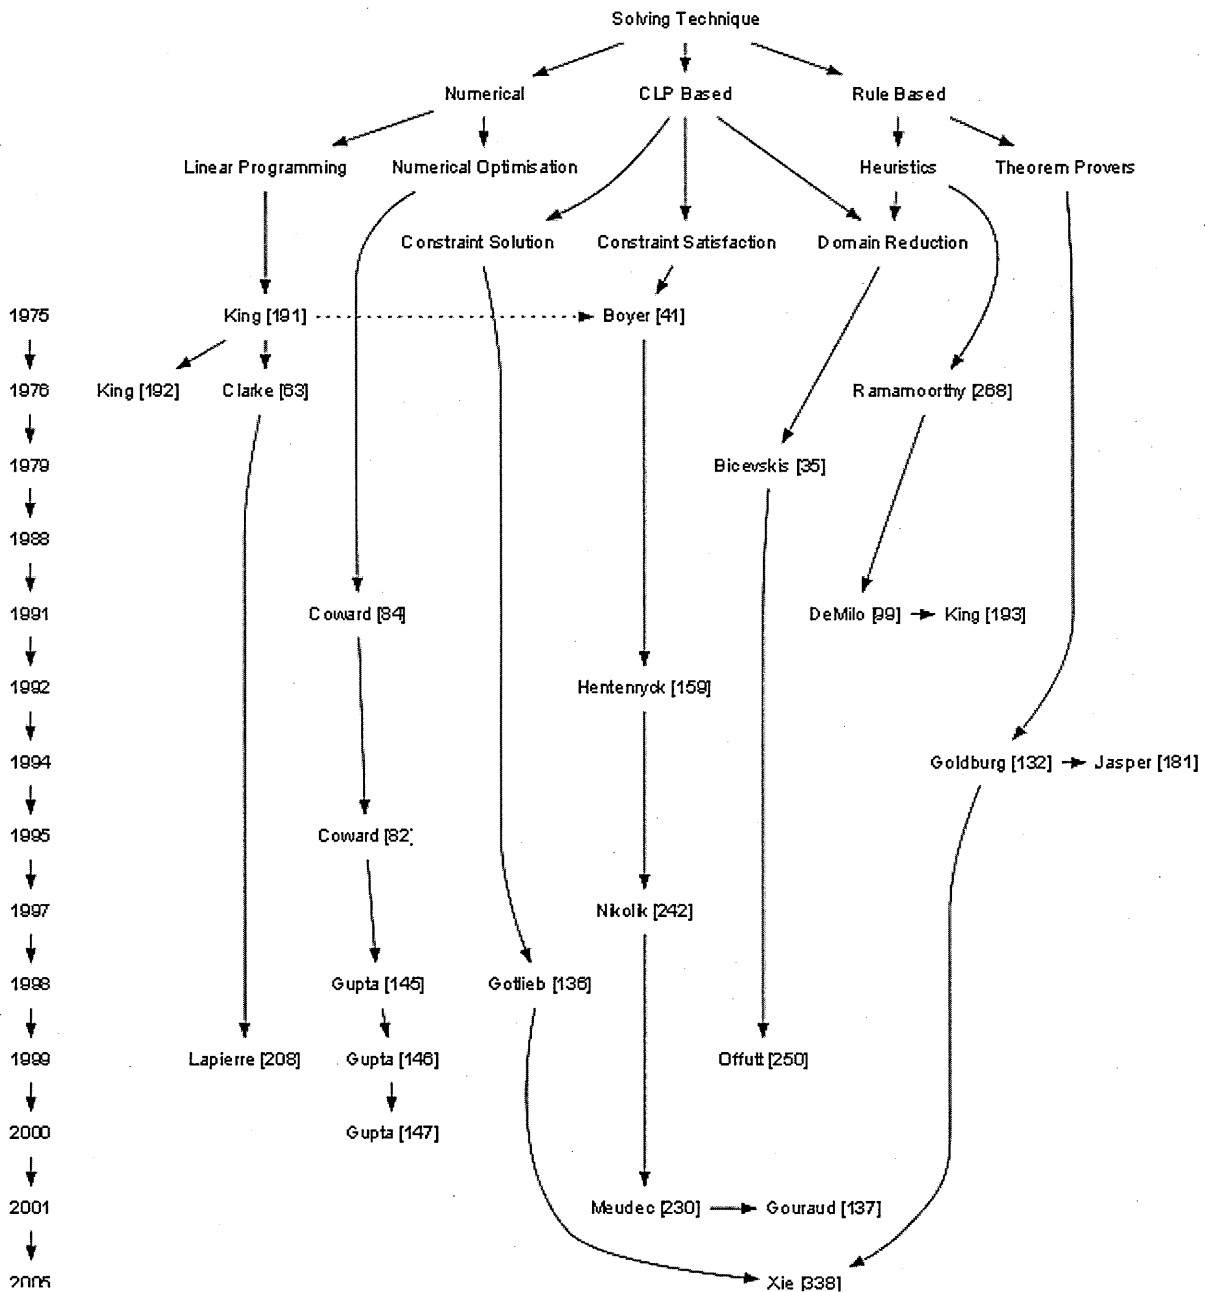 Solving Technique
Numerical CLP Based Rule Based
Linear Programming Numerical Optimisation Heuristics Theorem Provers
Constraint Solution Constraint Satisfaction Domain Reduction
1975 King [191] Boyer [41]
1976 King [192] Clarke [63] Ramamoorthy [268]
1979 Bicevskis [35]
1988
1991 Coward [84] DeMilo [99] King [193]
1992 Hentenryck [159]
1994 Goldburg [132] Jasper [181]
1995 Coward [82]
1997 Nikolik [242]
1998 Gupta [145] Gotlieb [136]
1999 Lapierre [208] Gupta [146] Offutt [250]
2000 Gupta [147]
2001 Meudec [230] Gouraud [137]
2005 Xie [338]